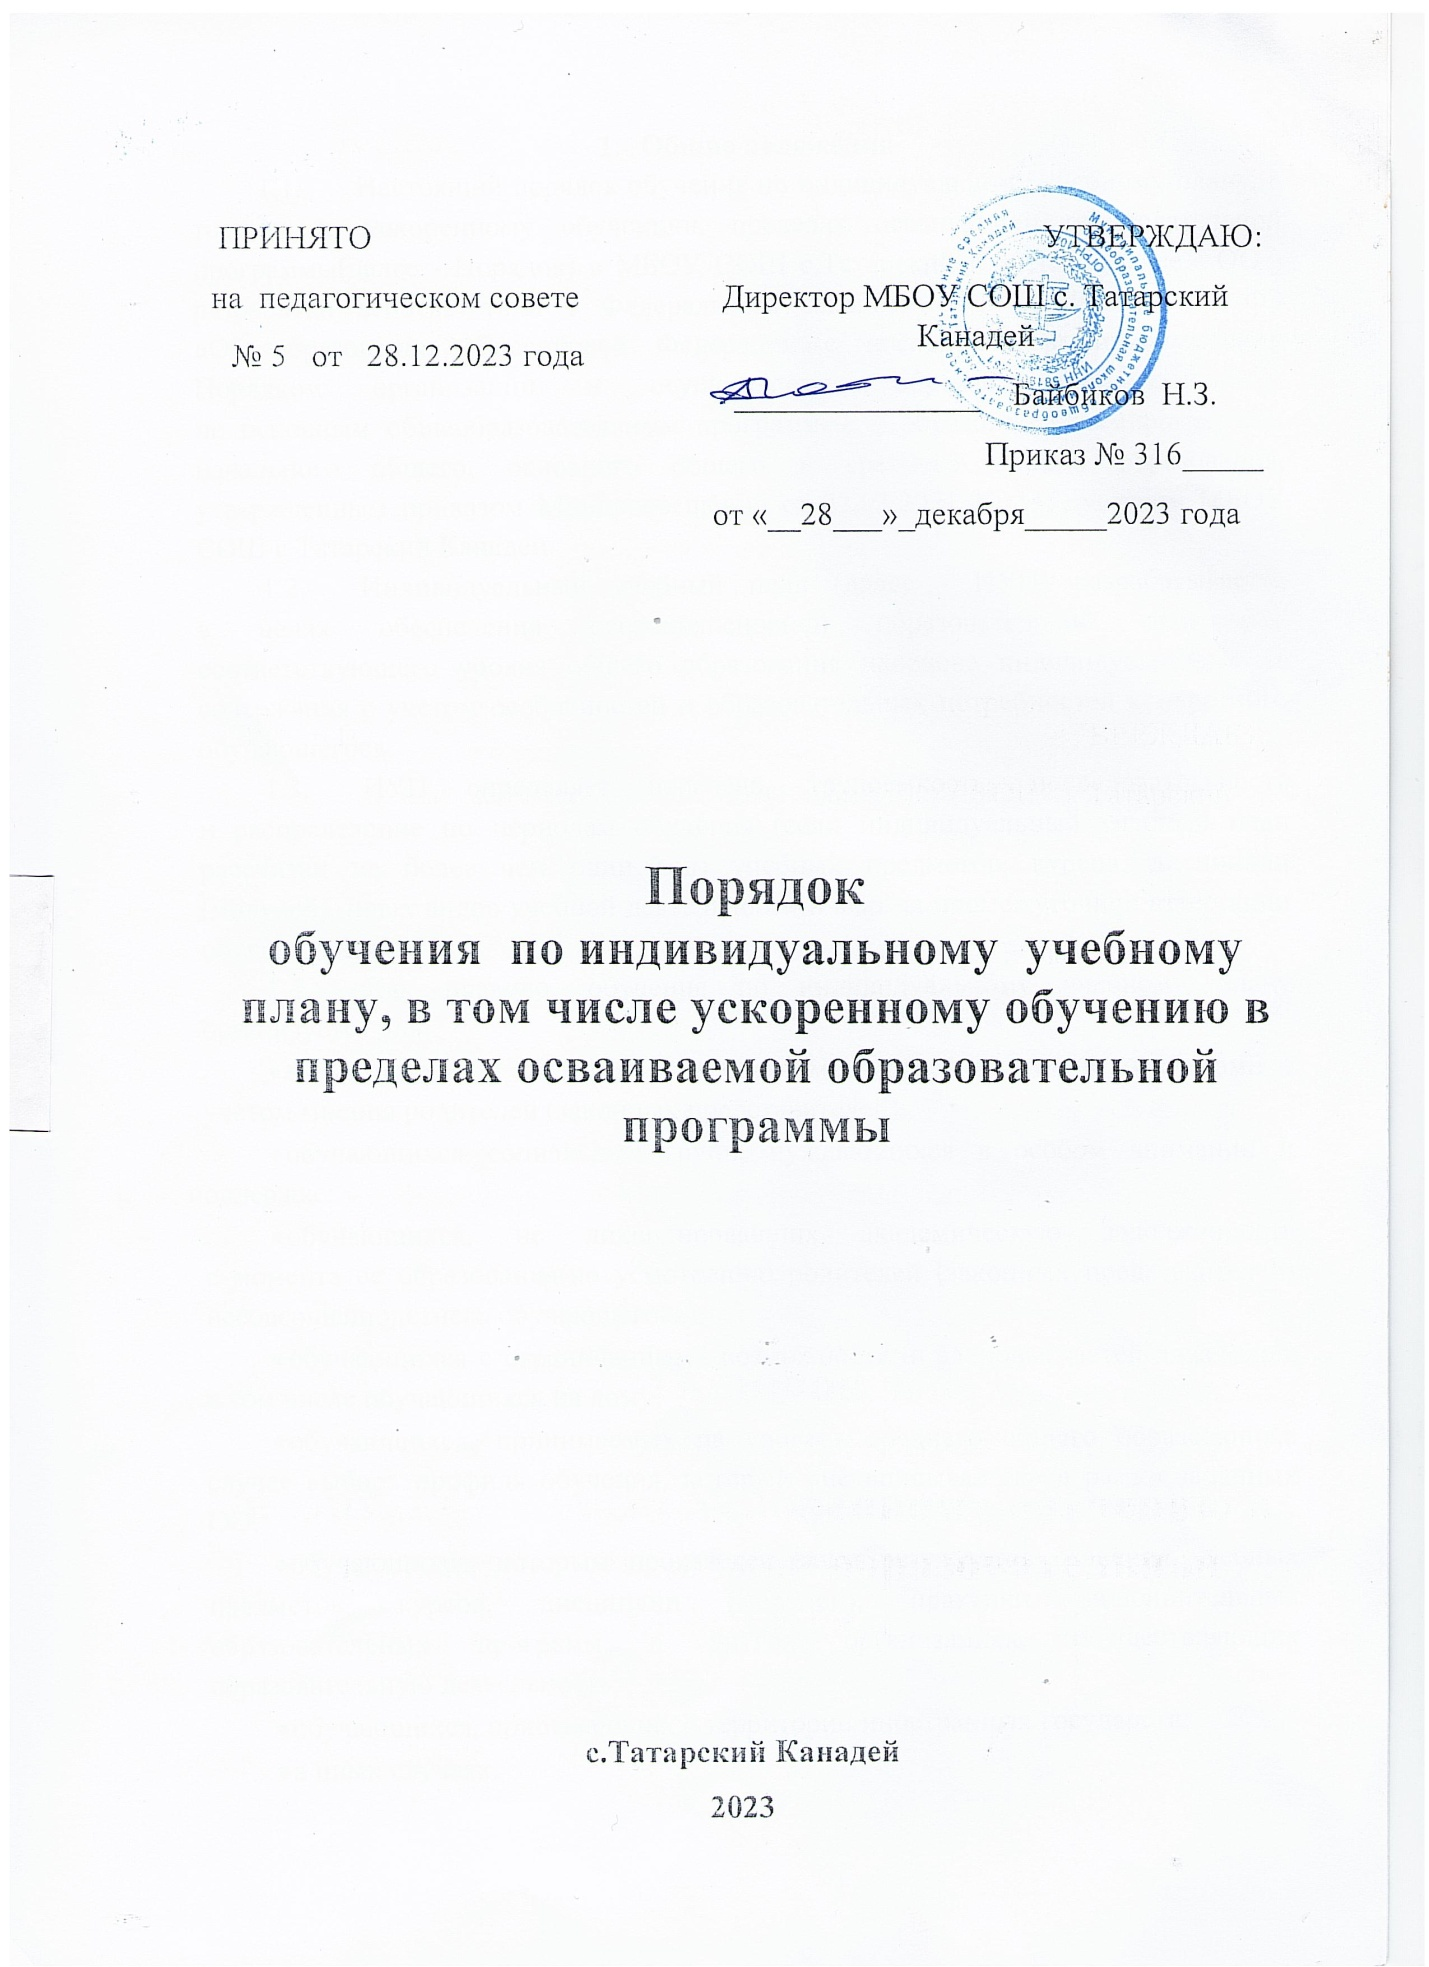 ПРИНЯТО
на педагогическом совете
№ 5 от 28.12.2023 года
УТВЕРЖДАЮ:
Директор МБОУ СОШ с. Татарский
Канадей
_______________ Байбиков Н.З.
Приказ № 316_____
от «__28___»_декабря_____2023 года
Порядок
обучения по индивидуальному учебному
плану, в том числе ускоренному обучению в
пределах осваиваемой образовательной
программы
с.Татарский Канадей
2023